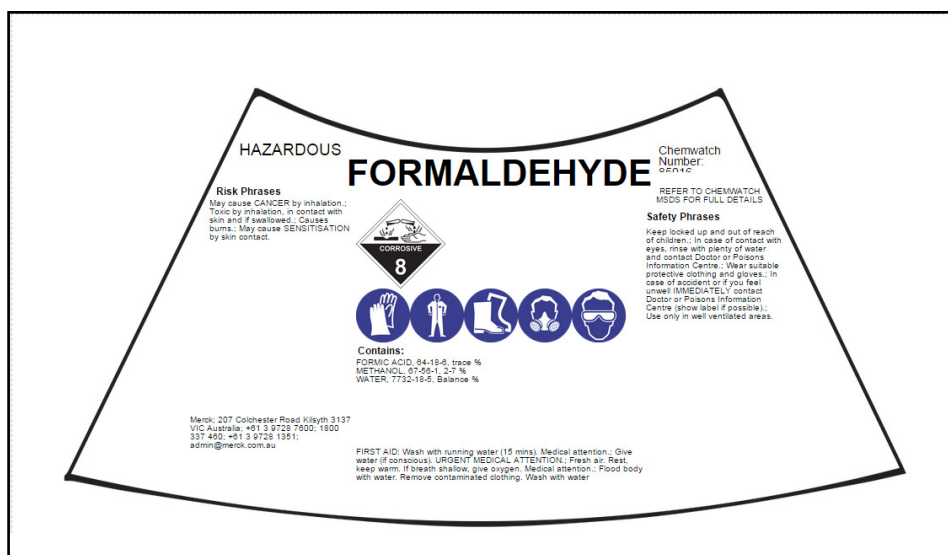 HAZARDOUS
FORMALDEHYDE
Chemwatch
Number:
REFER TO CHEMWATCH
MSDS FOR FULL DETAILS
Risk Phrases
May cause CANCER by inhalation.;
Toxic by inhalation, in contact with
skin and if swallowed.; Causes
burns.; May cause SENSITISATION
by skin contact.
CORROSIVE
8
Safety Phrases
Keep locked up and out of reach
of children.; In case of contact with
eyes, rinse with plenty of water
and contact Doctor or Poisons
Information Centre.; Wear suitable
protective clothing and gloves.; In
case of accident or if you feel
unwell IMMEDIATELY contact
Doctor or Poisons Information
Centre (show label if possible).;
Use only in well ventilated areas.
Contains:
FORMIC ACID, 64-18-6, trace %
METHANOL, 67-56-1, 2-7 %
WATER, 7732-18-5, Balance %
Merck: 207 Colchester Road Kilsyth 3137
VIC Australia; +61 3 9728 7600; 1800
337 460; +61 3 9728 1351;
admin@merck.com.au
FIRST AID: Wash with running water (15 mins). Medical attention.; Give
water (if conscious). URGENT MEDICAL ATTENTION.; Fresh air. Rest,
keep warm. If breath shallow, give oxygen. Medical attention.; Flood body
with water. Remove contaminated clothing. Wash with water